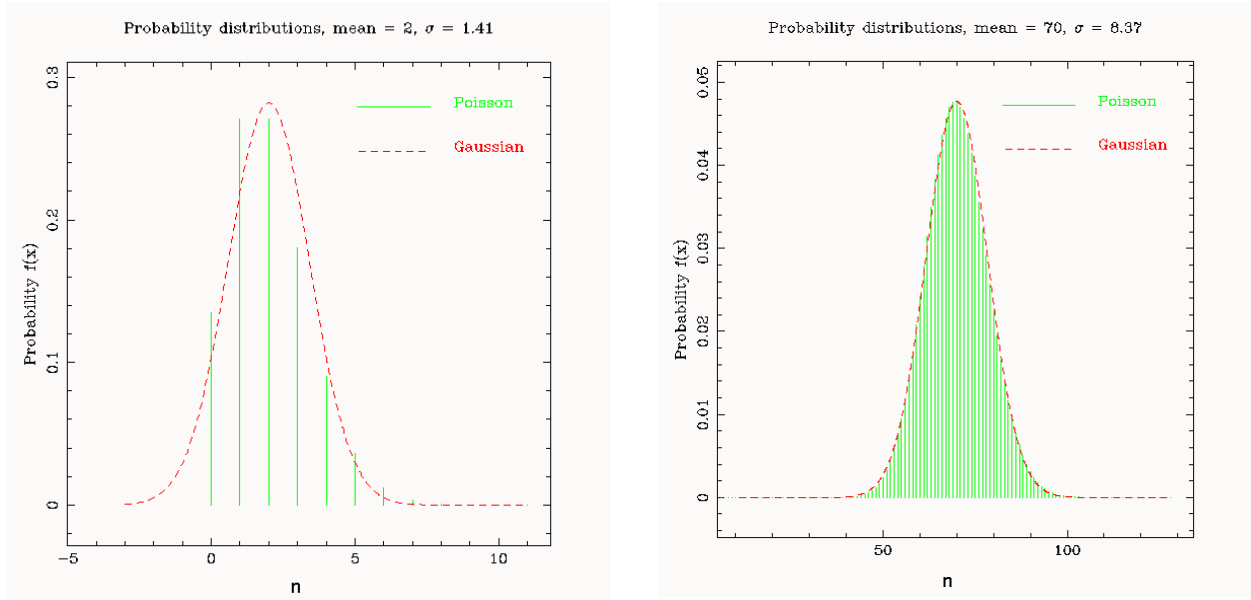 Probability distributions, mean = 2, σ = 1.41
Poisson
Gaussian
Probability f(x)
0.3
0.2
0.1
0
−5
0
5
10
n
Probability distributions, mean = 70, σ = 8.37
Poisson
Gaussian
Probability f(x)
0.05
0.04
0.03
0.02
0.01
0
50
100
n